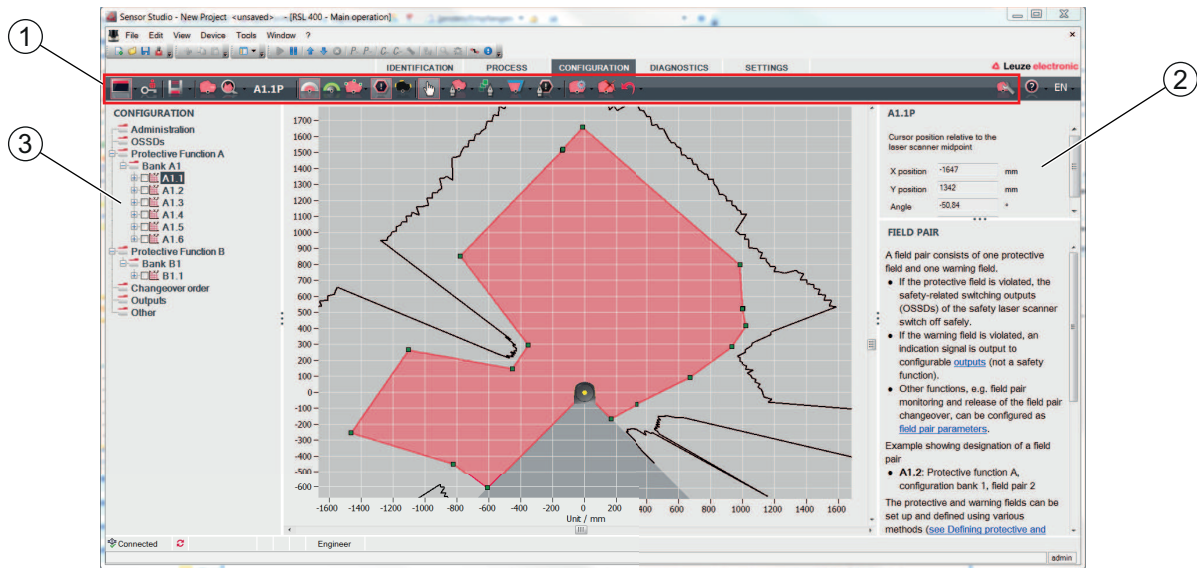 Sensor Studio - New Project <unsaved> - [RSL 400 - Main operation]
File Edit View Device Tools Window ?
IDENTIFICATION PROCESS CONFIGURATION DIAGNOSTICS SETTINGS
Leuze electronic
1
A1.1P
EN
2
3
CONFIGURATION
Administration
OSSDs
Protective Function A
Bank A1
A1.1
A1.2
A1.3
A1.4
A1.5
A1.6
Protective Function B
Bank B1
B1.1
Changeover order
Outputs
Other
1700
1600
1500
1400
1300
1200
1100
1000
900
800
700
600
500
400
300
200
100
0
-100
-200
-300
-400
-500
-600
-1600 -1400 -1200 -1000 -800 -600 -400 -200 0 200 400 600 800 1000 1200 1400 1600
Unit / mm
A1.1P
Cursor position relative to the
laser scanner midpoint
X position -1647 mm
Y position 1342 mm
Angle -50.84 °
FIELD PAIR
A field pair consists of one protective
field and one warning field.
• If the protective field is violated, the
safety-related switching outputs
(OSSDs) of the safety laser scanner
switch off safely.
• If the warning field is violated, an
indication signal is output to
configurable outputs (not a safety
function).
• Other functions, e.g. field pair
monitoring and release of the field pair
changeover, can be configured as
field pair parameters.
Example showing designation of a field
pair
• A1.2: Protective function A,
configuration bank 1, field pair 2
The protective and warning fields can be
set up and defined using various
methods (see Defining protective and
Connected Engineer
admin